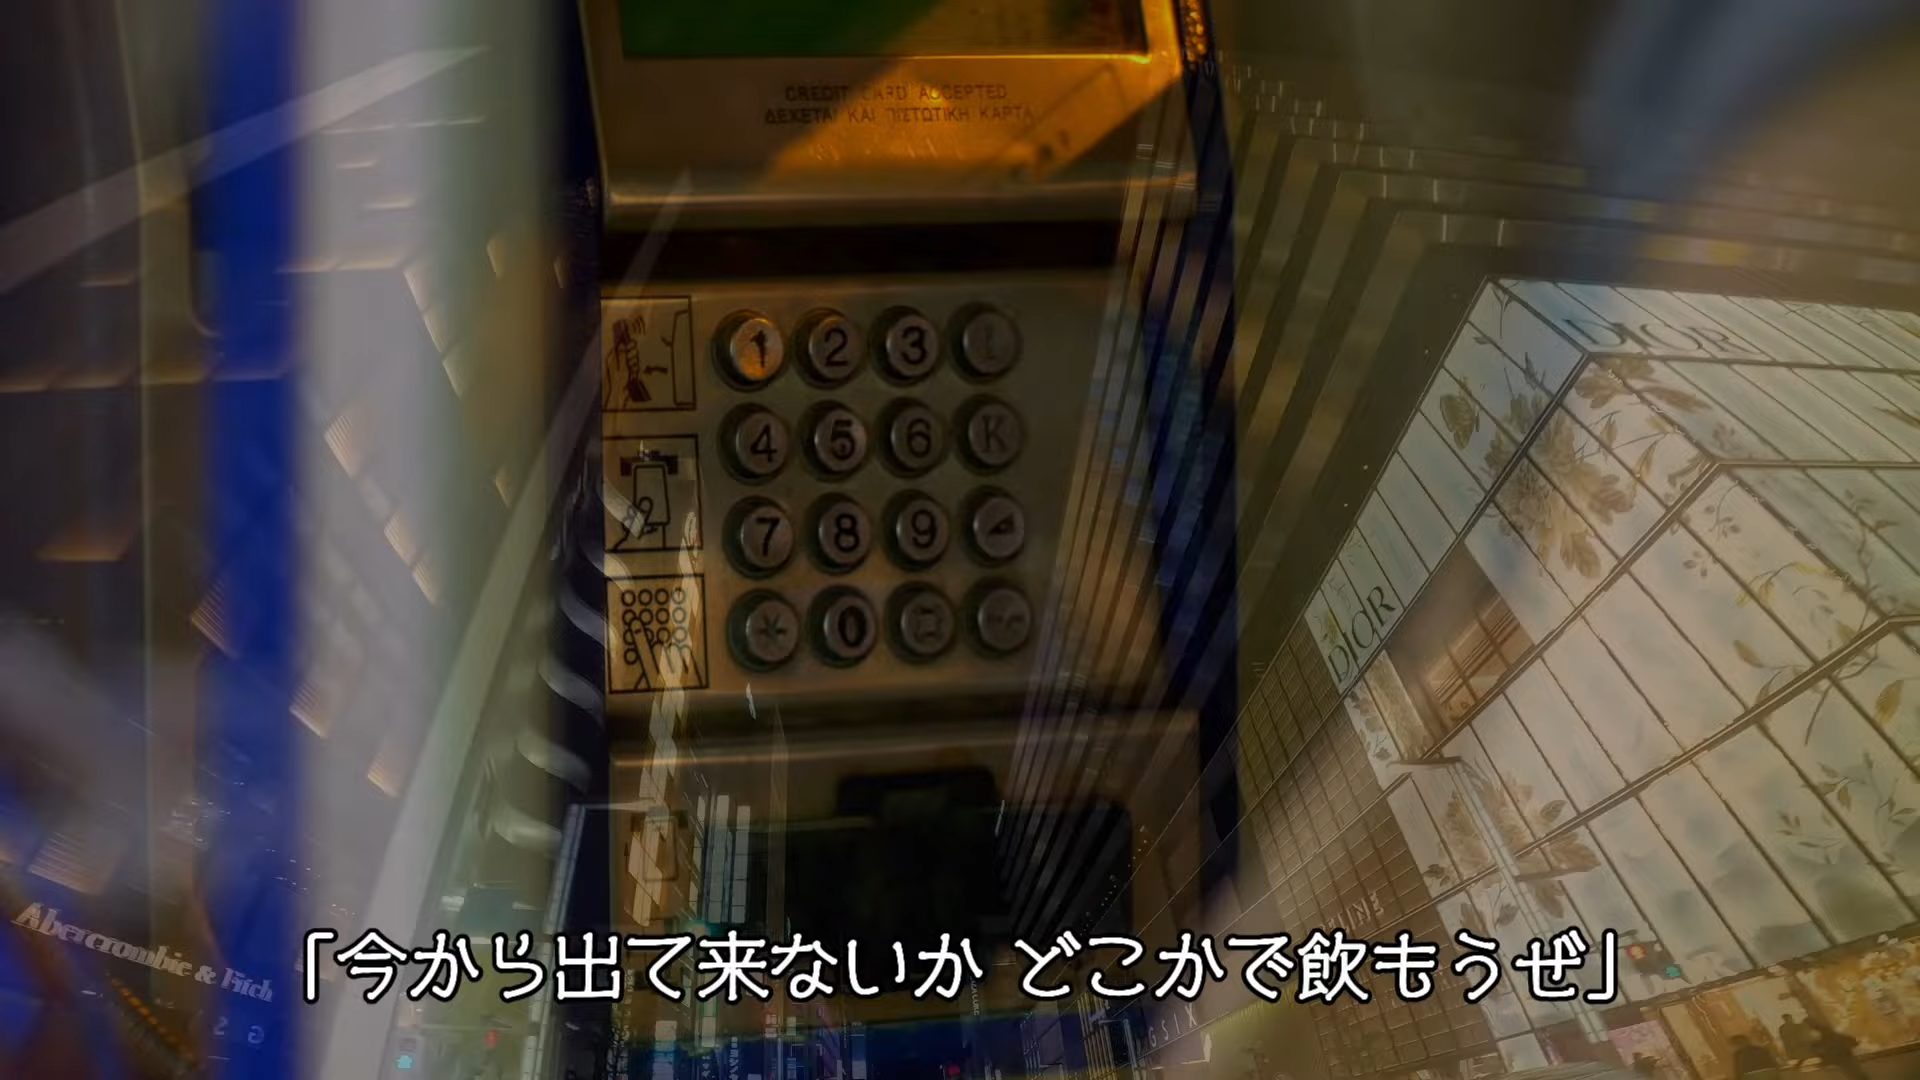 CREDIT CARD ACCEPTED
ΔΕΧΕΤΑΙ ΚΑΙ ΠΙΣΤΩΤΙΚΗ ΚΑΡΤΑ
1 2 3
4 5 6 K
7 8 9
* 0
DIOR
DIOR
Abercrombie & Fitch
GSIX
「今から出て来ないか どこかで飲もうぜ」